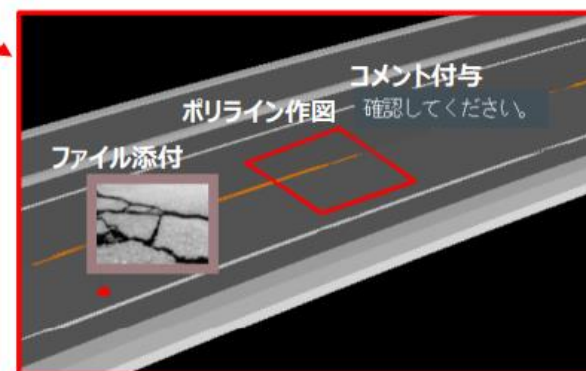 コメント付与
確認してください。
ポリライン作図
ファイル添付